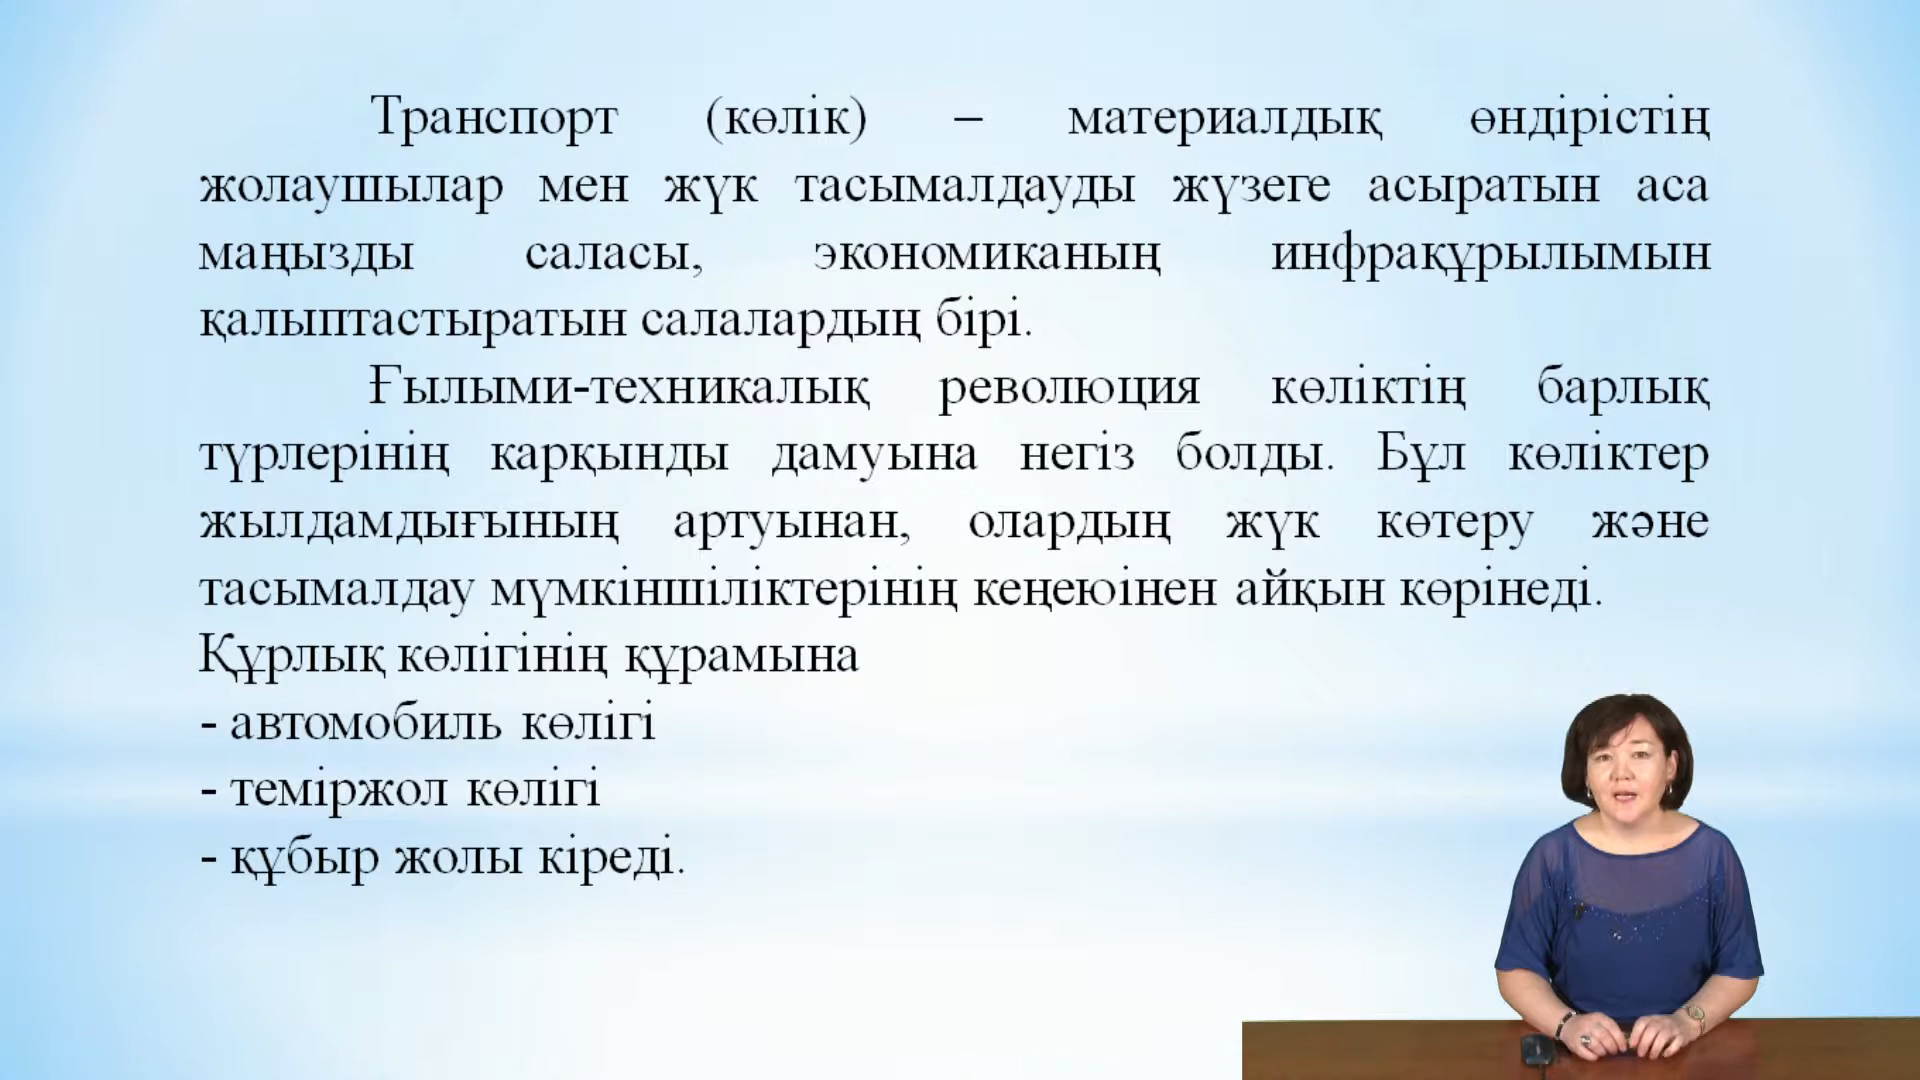 Транспорт (көлік) – материалдық өндірістің
жолаушылар мен жүк тасымалдауды жүзеге асыратын аса
маңызды саласы, экономиканың инфрақұрылымын
қалыптастыратын салалардың бірі.
Ғылыми-техникалық революция көліктің барлық
түрлерінің карқынды дамуына негіз болды. Бұл көліктер
жылдамдығының артуынан, олардың жүк көтеру және
тасымалдау мүмкіншіліктерінің кеңеюінен айқын көрінеді.
Құрлық көлігінің құрамына
- автомобиль көлігі
- теміржол көлігі
- құбыр жолы кіреді.